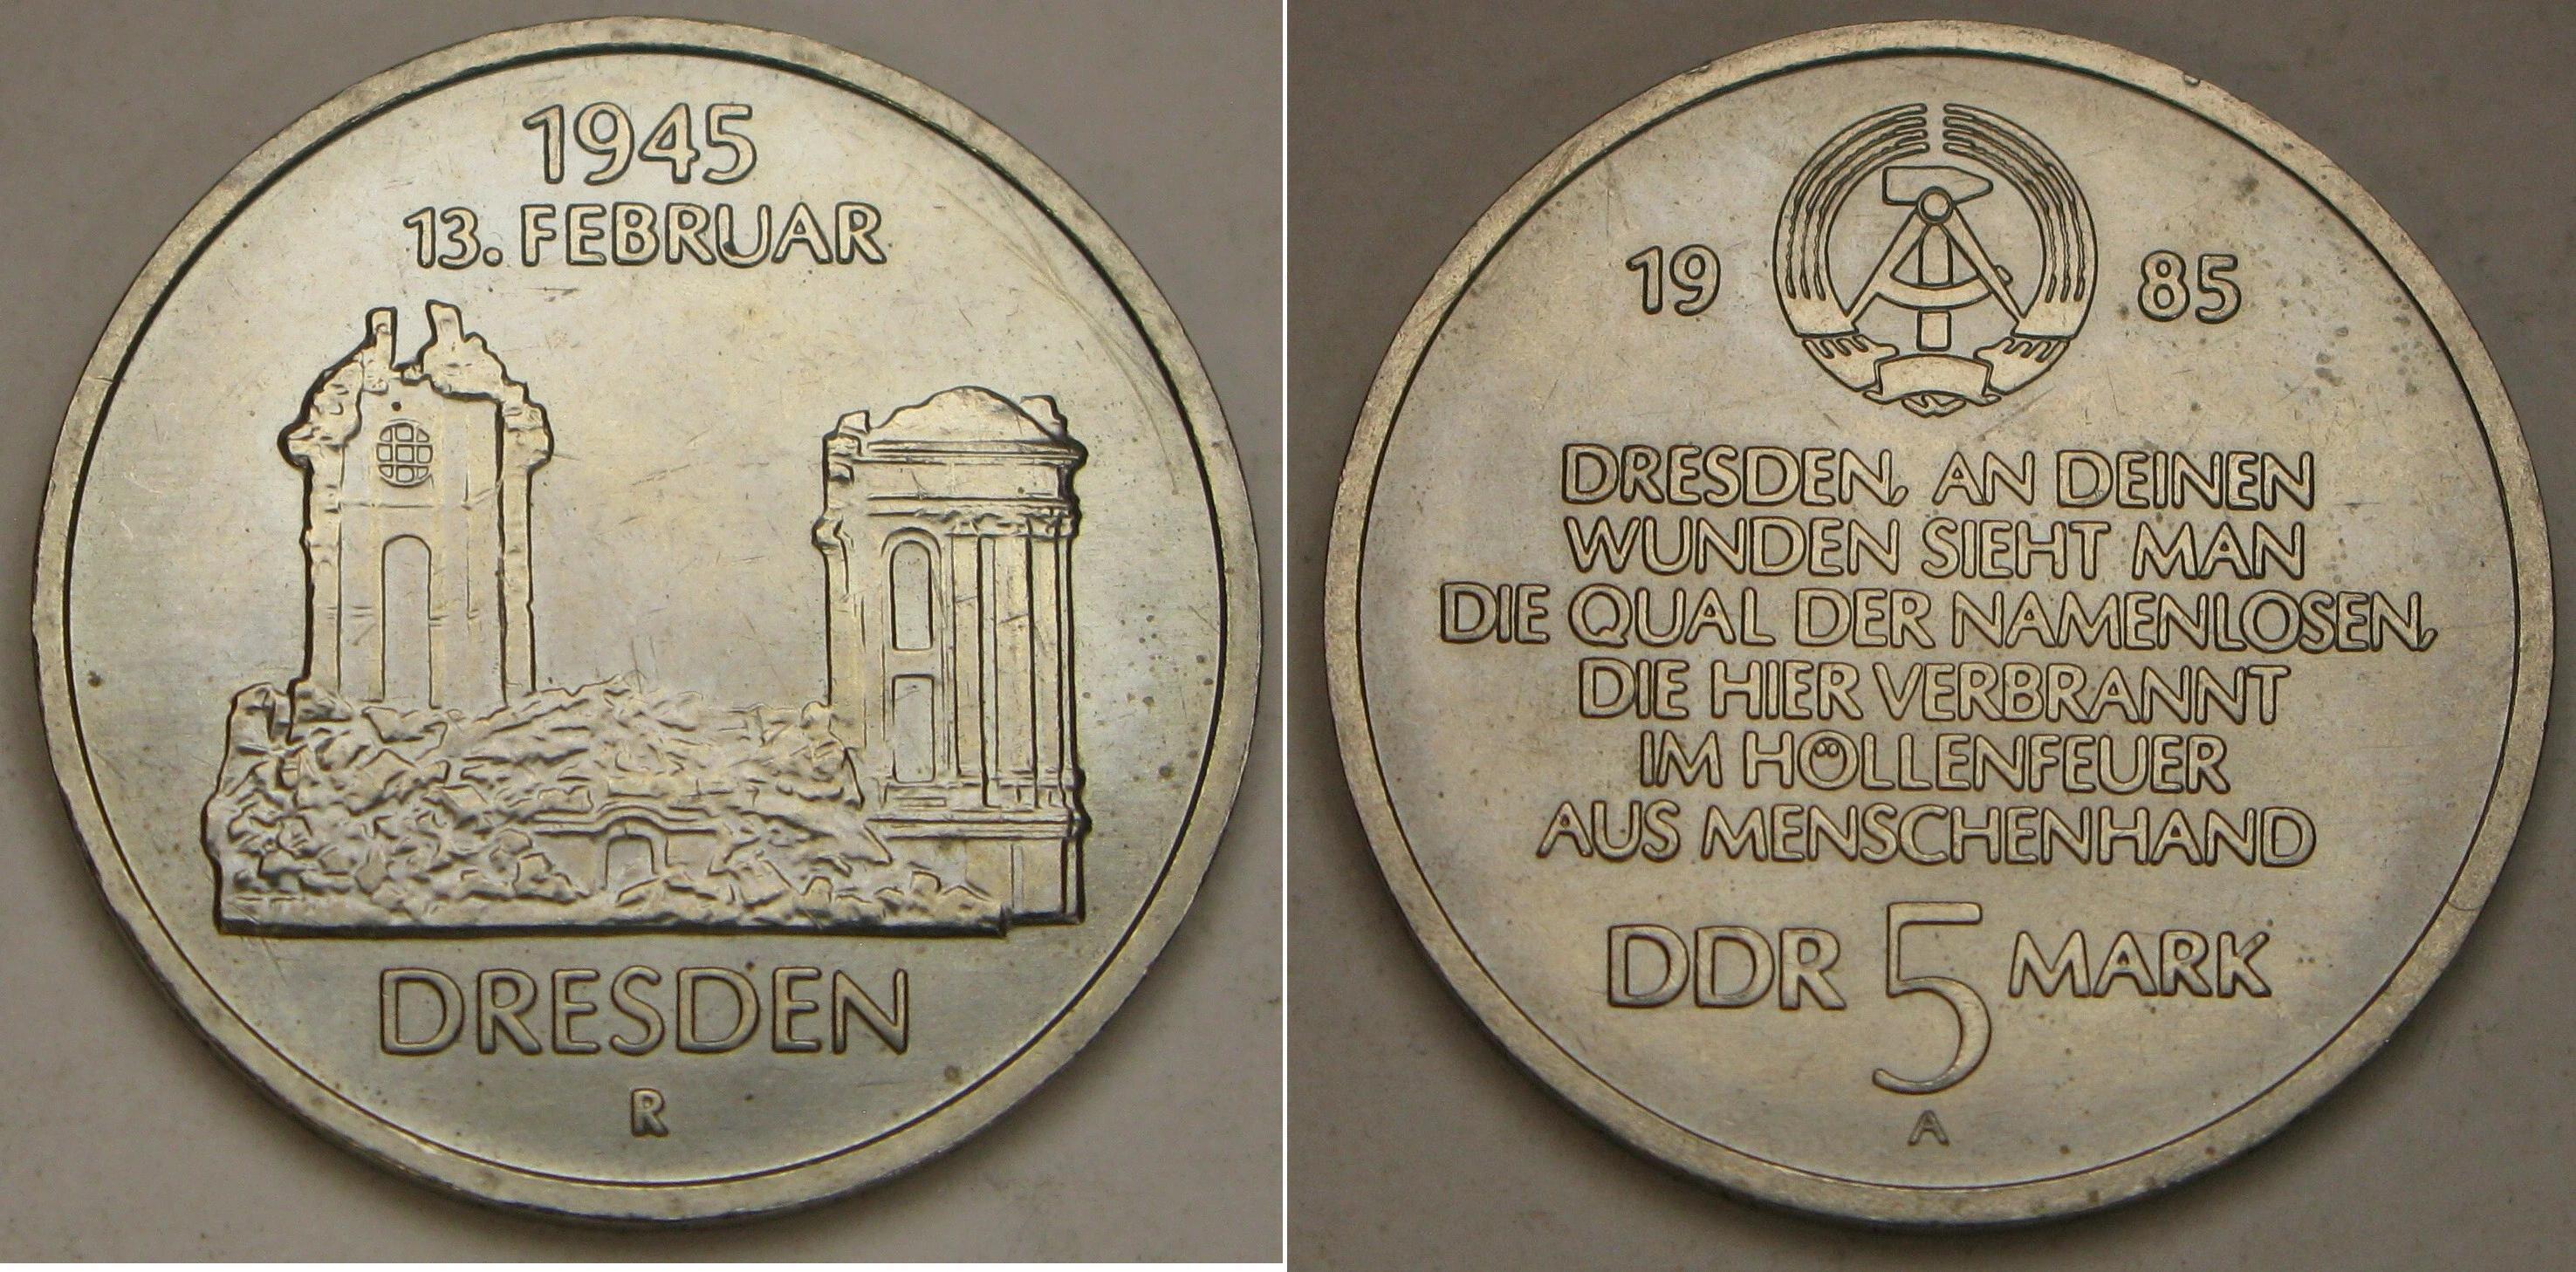 1945
13. FEBRUAR
DRESDEN
R
19 85
DRESDEN, AN DEINEN
WUNDEN SIEHT MAN
DIE QUAL DER NAMENLOSEN,
DIE HIER VERBRANNT
IM HÖLLENFEUER
AUS MENSCHENHAND
DDR 5 MARK
A